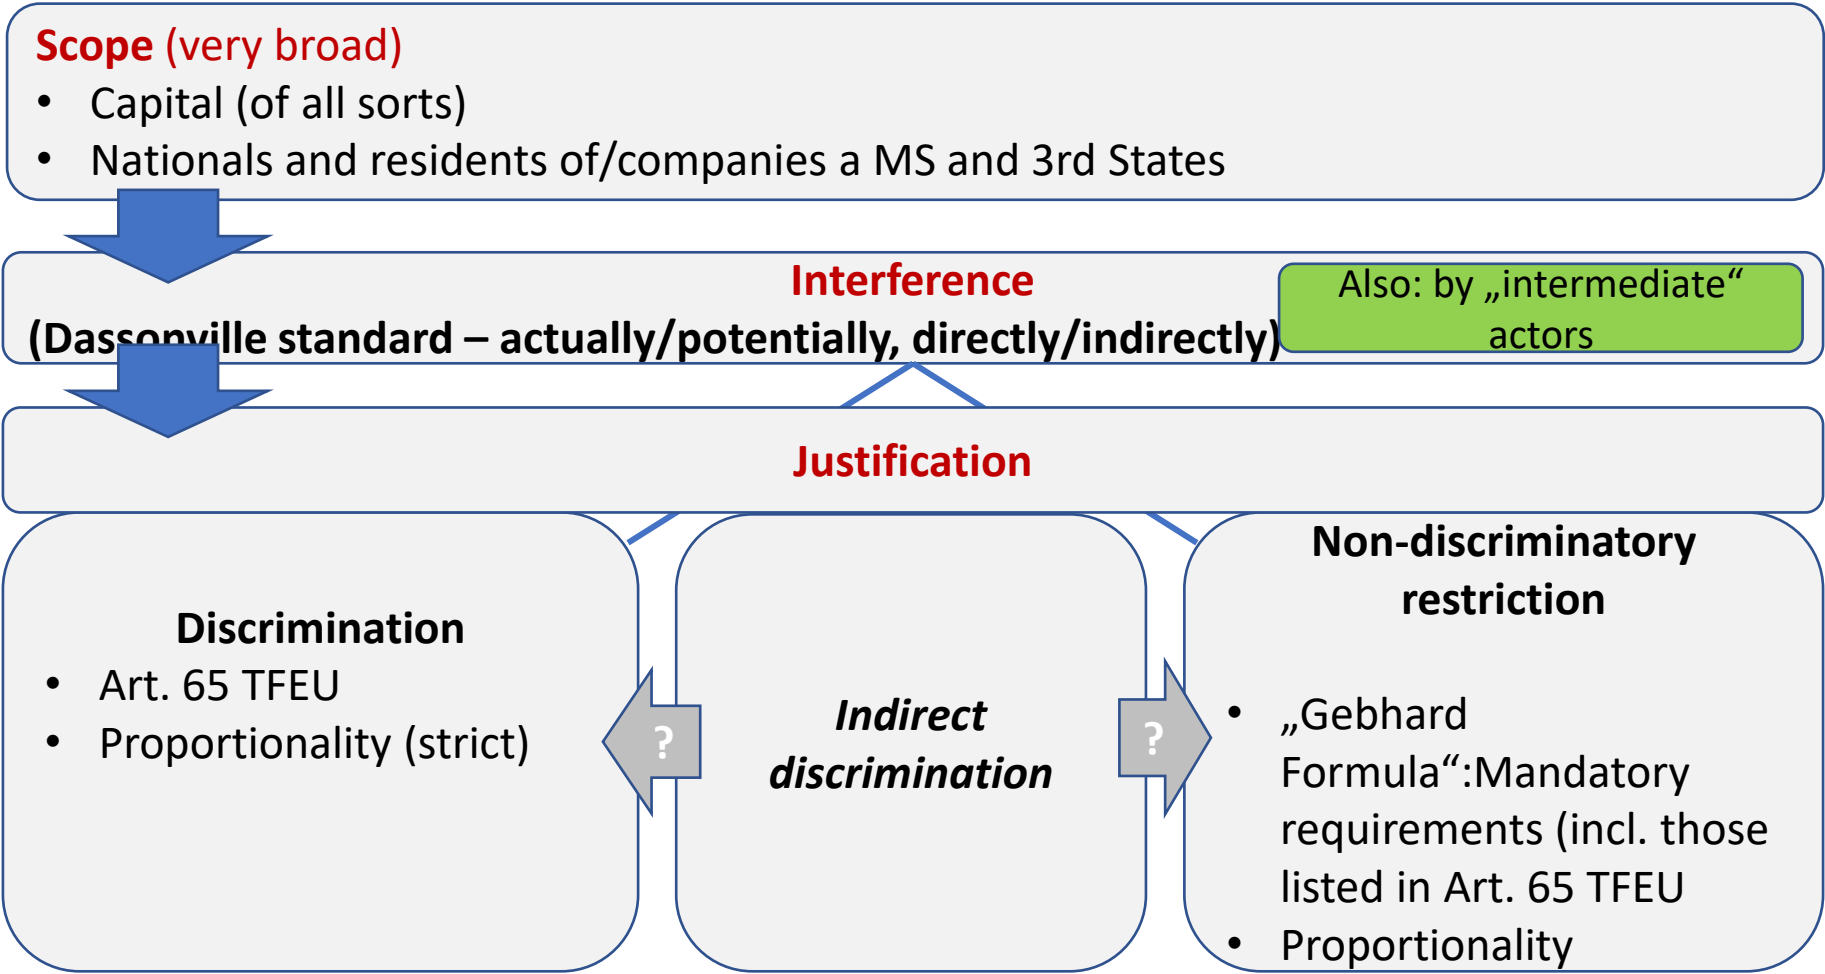 Scope (very broad)
• Capital (of all sorts)
• Nationals and residents of/companies a MS and 3rd States
Interference
(Dassonville standard – actually/potentially, directly/indirectly)
Also: by „intermediate“
actors
Justification
Discrimination
• Art. 65 TFEU
• Proportionality (strict)
?
Indirect
discrimination
?
Non-discriminatory
restriction
• „Gebhard
Formula“:Mandatory
requirements (incl. those
listed in Art. 65 TFEU
• Proportionality